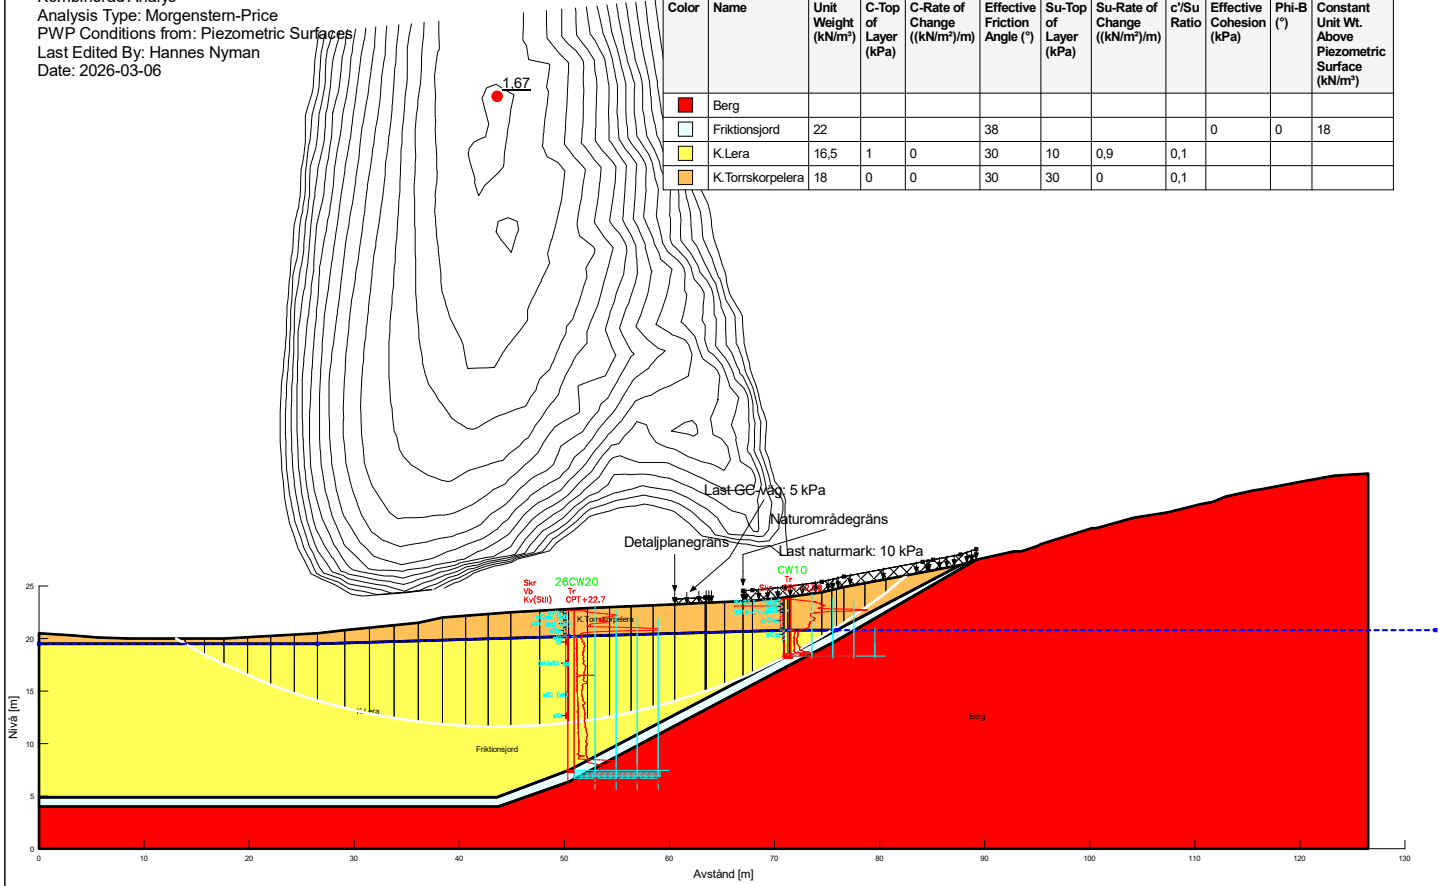 Kombinerad Analys
Analysis Type: Morgenstern-Price
PWP Conditions from: Piezometric Surfaces
Last Edited By: Hannes Nyman
Date: 2026-03-06
1,67
Color Name Unit Weight (kN/m³) C-Top of Layer (kPa) C-Rate of Change ((kN/m²)/m) Effective Friction Angle (°) Su-Top of Layer (kPa) Su-Rate of Change ((kN/m²)/m) c'/Su Ratio Effective Cohesion (kPa) Phi-B (°) Constant Unit Wt. Above Piezometric Surface (kN/m³)
Berg
Friktionsjord 22 38 0 0 18
K.Lera 16,5 1 0 30 10 0,9 0,1
K.Torrskorpelera 18 0 0 30 30 0 0,1
Last GC-väg: 5 kPa
Naturområdegräns
Detaljplanegräns
Last naturmark: 10 kPa
CW10
Tr
Skr
26CW20
Vb
Tr
Kv(StII) CPT+22.7
K.Torrskorpelera
K.Lera
Friktionsjord
Berg
Nivå [m]
25
20
15
10
5
0
0 10 20 30 40 50 60 70 80 90 100 110 120 130
Avstånd [m]